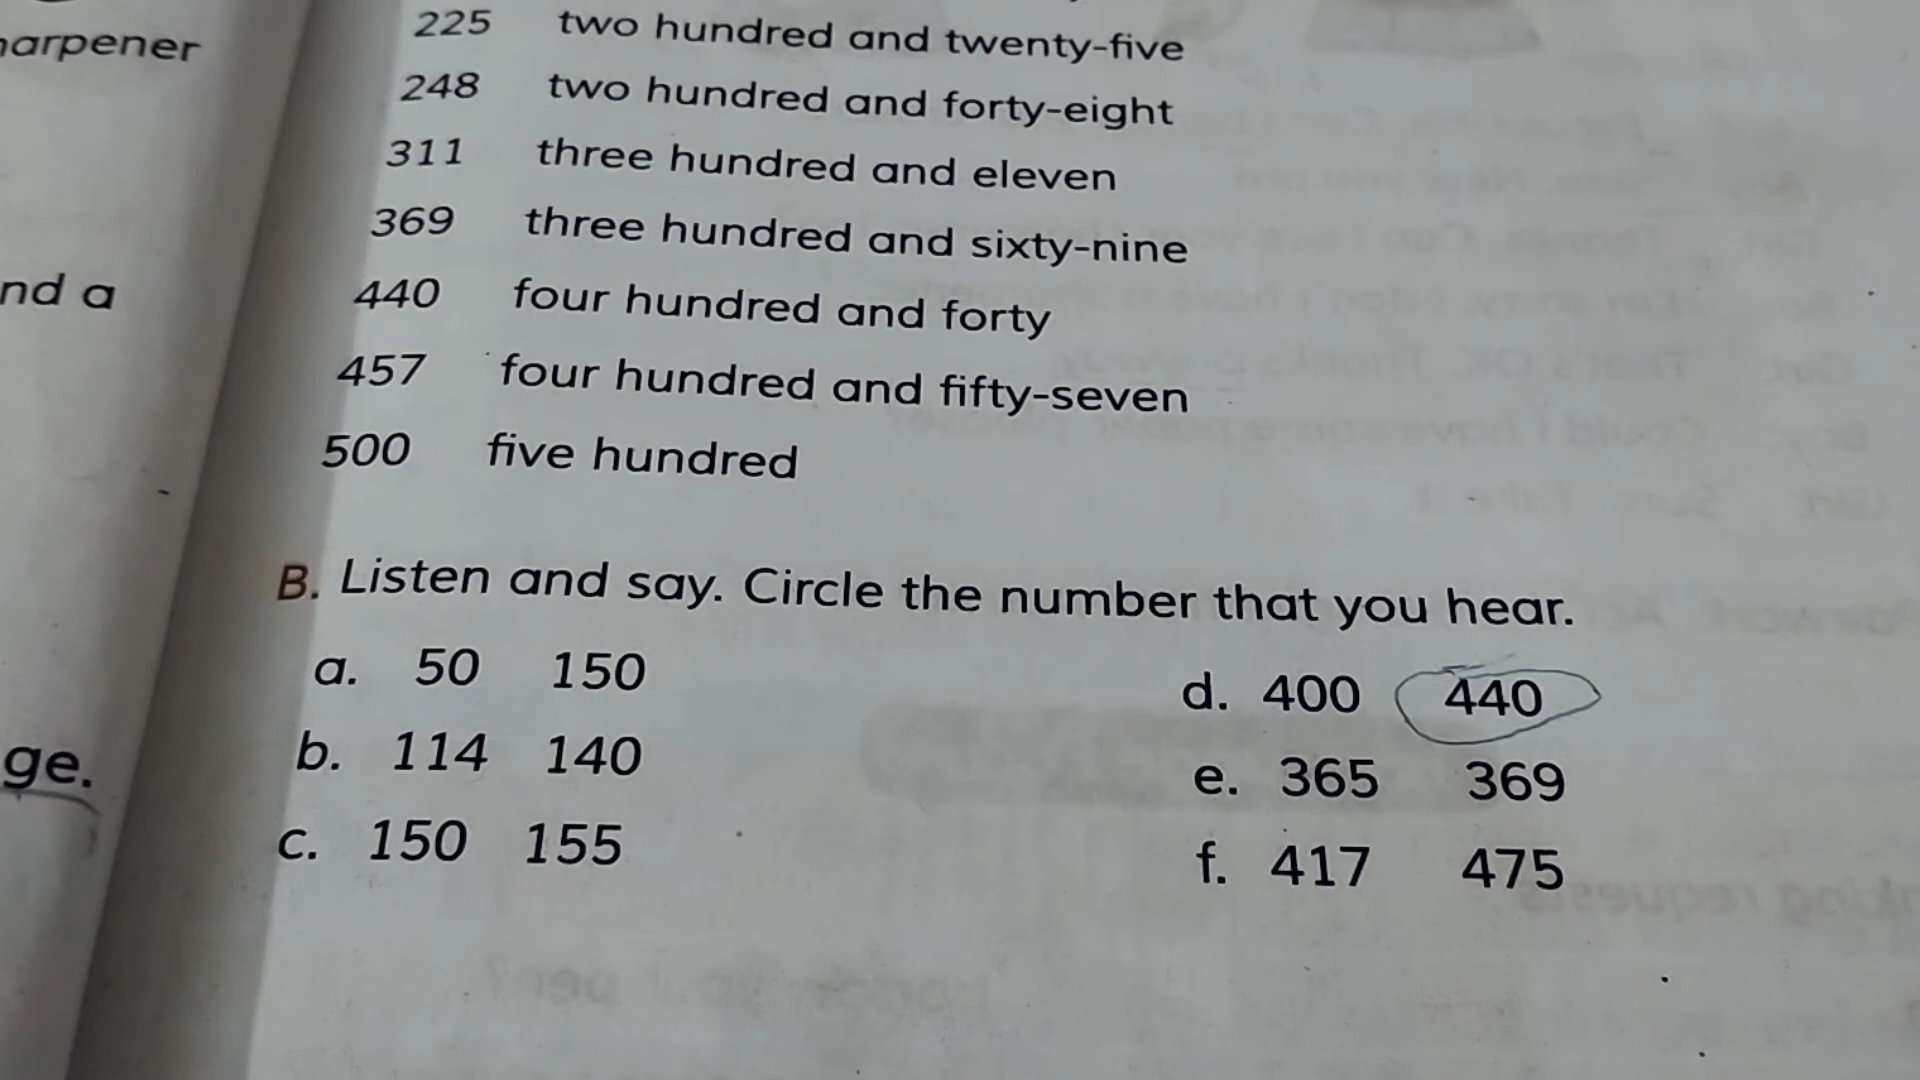 arpener
nd a
ge.
225 two hundred and twenty-five
248 two hundred and forty-eight
311 three hundred and eleven
369 three hundred and sixty-nine
440 four hundred and forty
457 four hundred and fifty-seven
500 five hundred
B. Listen and say. Circle the number that you hear.
a. 50 150
b. 114 140
c. 150 155
d. 400 440
e. 365 369
f. 417 475